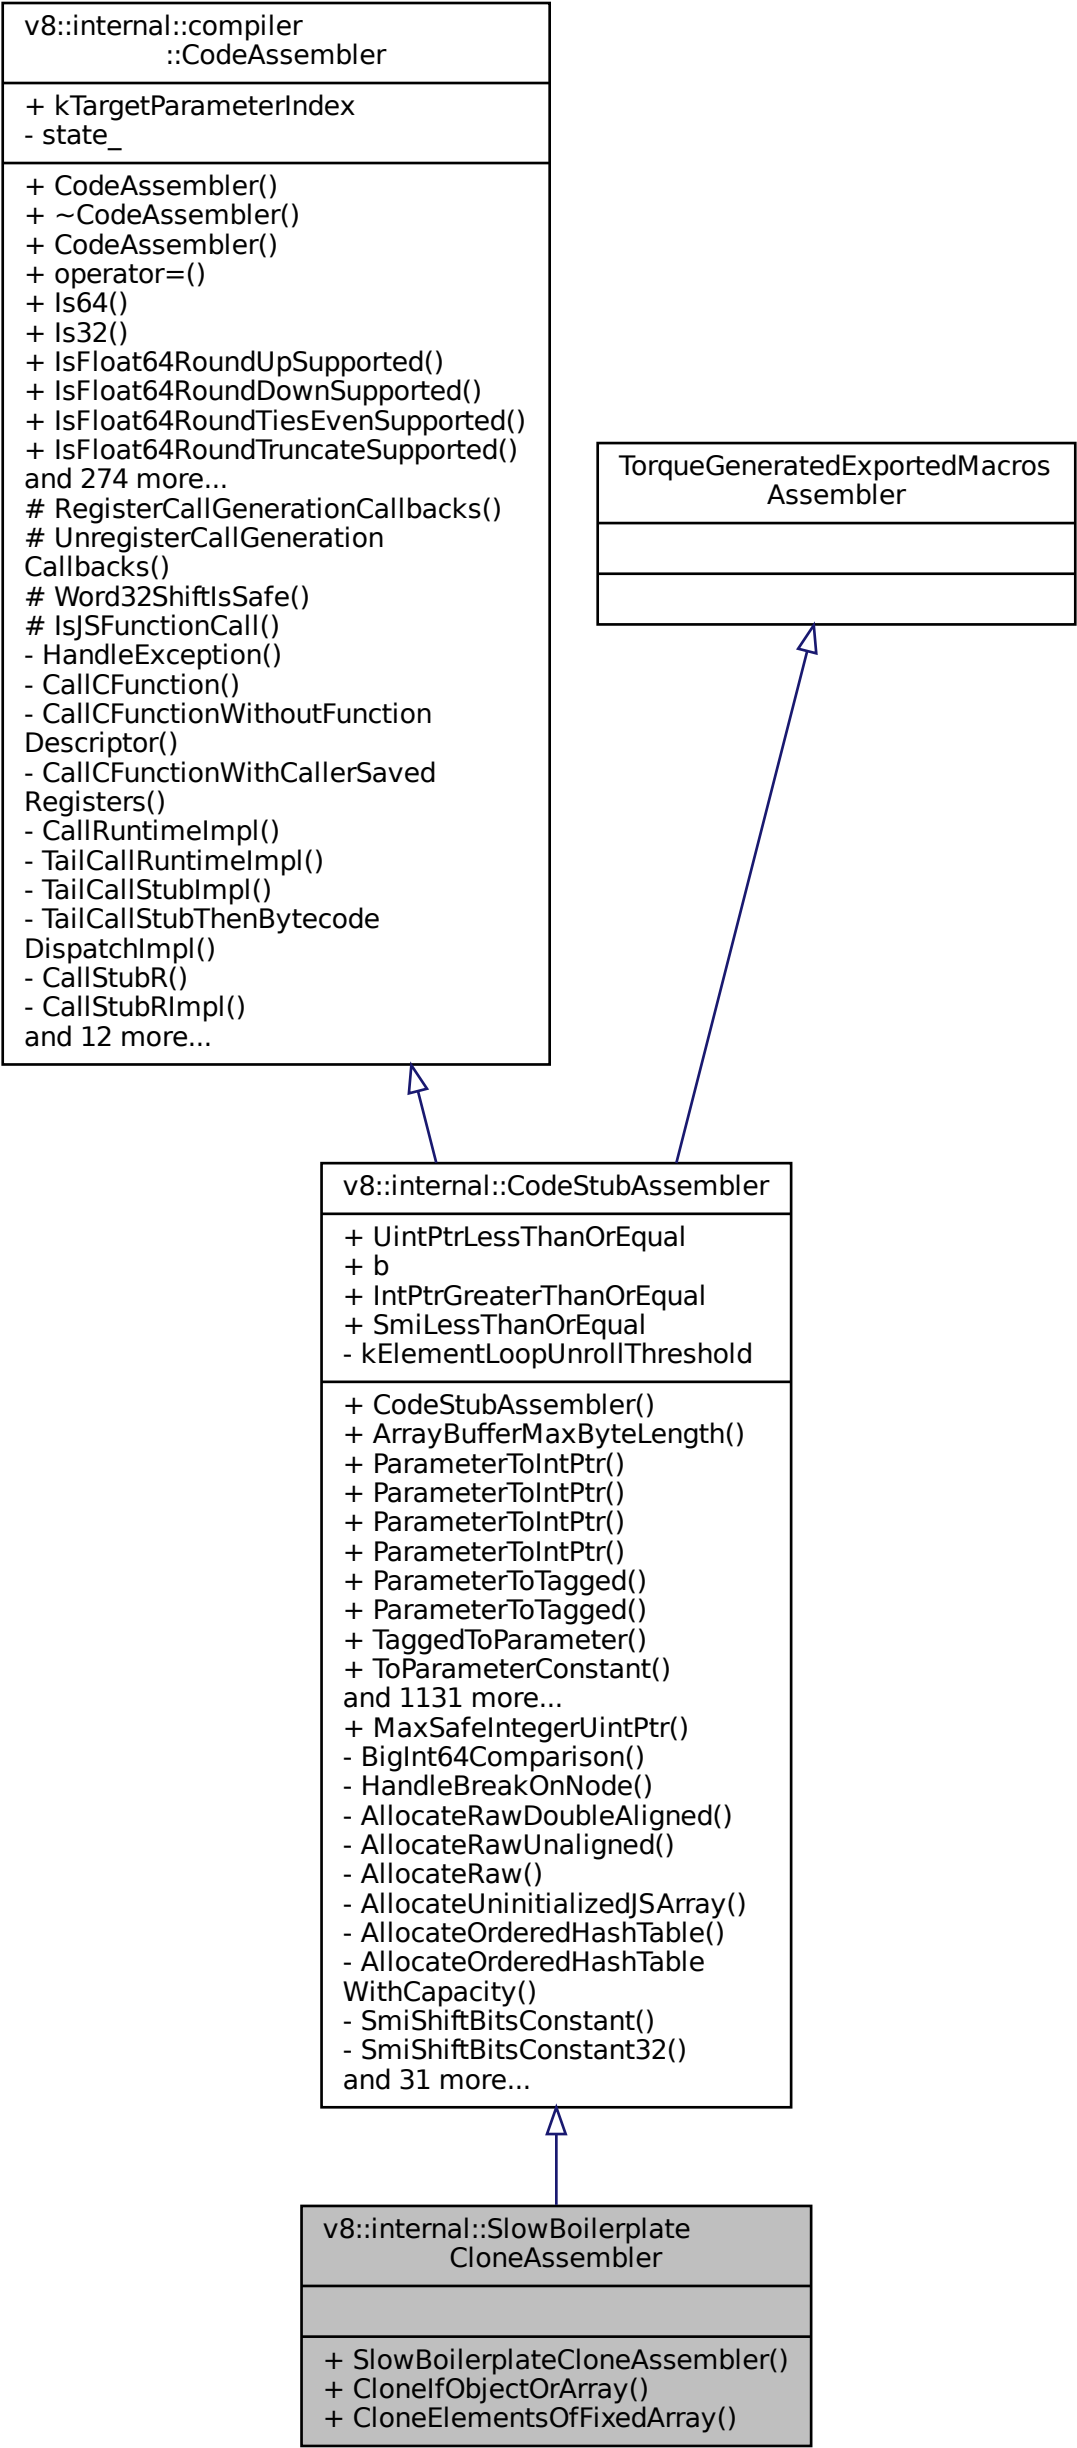 v8::internal::compiler
::CodeAssembler
+ kTargetParameterIndex
- state_
+ CodeAssembler()
+ ~CodeAssembler()
+ CodeAssembler()
+ operator=()
+ Is64()
+ Is32()
+ IsFloat64RoundUpSupported()
+ IsFloat64RoundDownSupported()
+ IsFloat64RoundTiesEvenSupported()
+ IsFloat64RoundTruncateSupported()
and 274 more...
# RegisterCallGenerationCallbacks()
# UnregisterCallGeneration
Callbacks()
# Word32ShiftIsSafe()
# IsJSFunctionCall()
- HandleException()
- CallCFunction()
- CallCFunctionWithoutFunction
Descriptor()
- CallCFunctionWithCallerSaved
Registers()
- CallRuntimeImpl()
- TailCallRuntimeImpl()
- TailCallStubImpl()
- TailCallStubThenBytecode
DispatchImpl()
- CallStubR()
- CallStubRImpl()
and 12 more...
TorqueGeneratedExportedMacros
Assembler
v8::internal::CodeStubAssembler
+ UintPtrLessThanOrEqual
+ b
+ IntPtrGreaterThanOrEqual
+ SmiLessThanOrEqual
- kElementLoopUnrollThreshold
+ CodeStubAssembler()
+ ArrayBufferMaxByteLength()
+ ParameterToIntPtr()
+ ParameterToIntPtr()
+ ParameterToIntPtr()
+ ParameterToIntPtr()
+ ParameterToTagged()
+ ParameterToTagged()
+ TaggedToParameter()
+ ToParameterConstant()
and 1131 more...
+ MaxSafeIntegerUintPtr()
- BigInt64Comparison()
- HandleBreakOnNode()
- AllocateRawDoubleAligned()
- AllocateRawUnaligned()
- AllocateRaw()
- AllocateUninitializedJSArray()
- AllocateOrderedHashTable()
- AllocateOrderedHashTable
WithCapacity()
- SmiShiftBitsConstant()
- SmiShiftBitsConstant32()
and 31 more...
v8::internal::SlowBoilerplate
CloneAssembler
+ SlowBoilerplateCloneAssembler()
+ CloneIfObjectOrArray()
+ CloneElementsOfFixedArray()